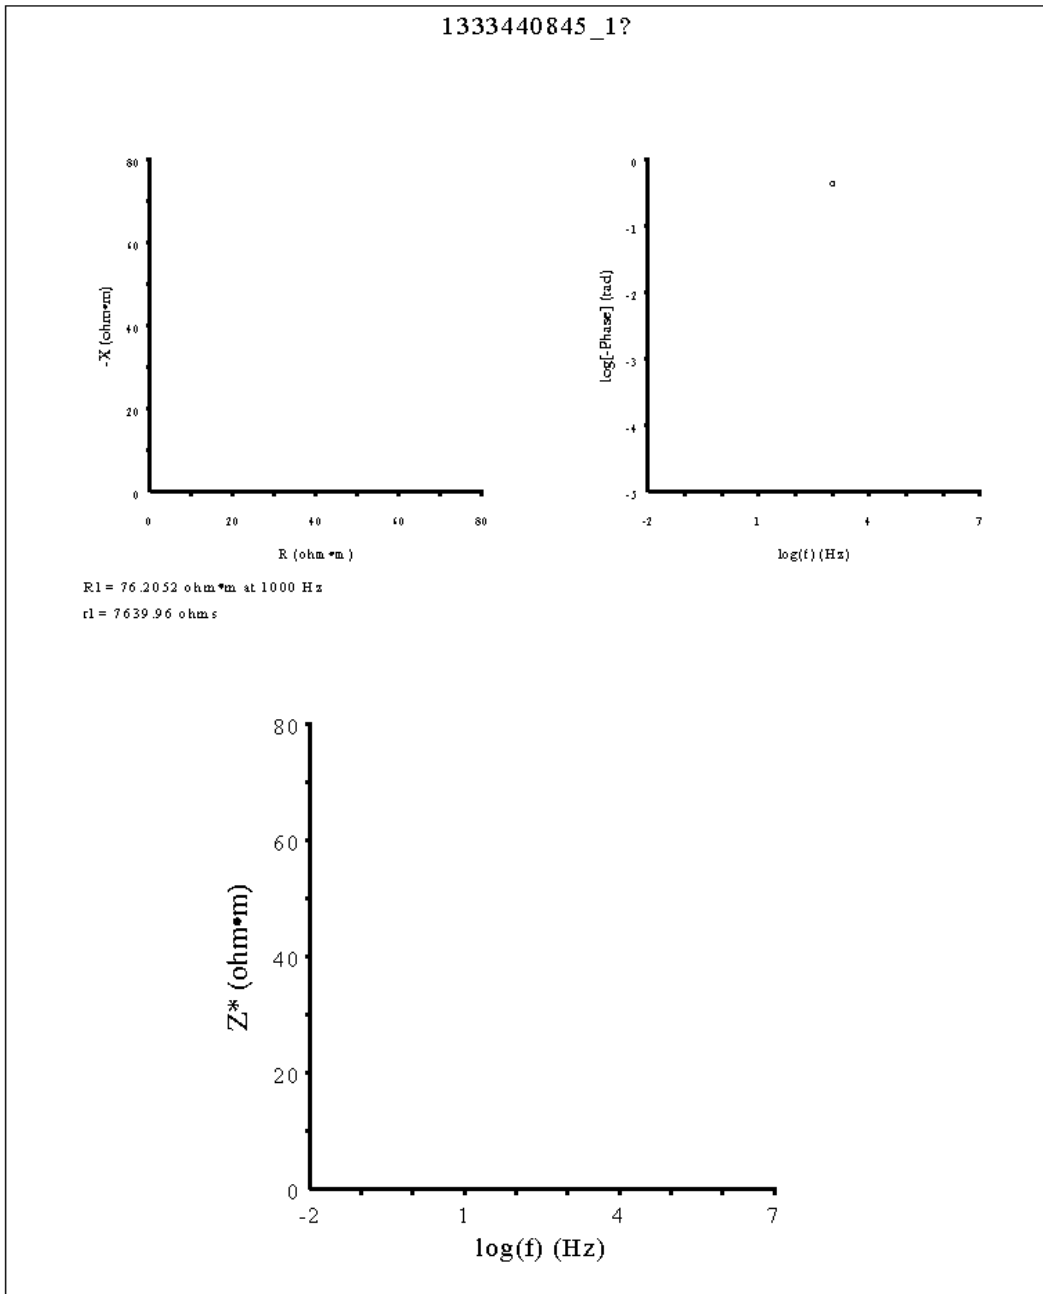 1333440845_1?
80
60
40
20
0
-X (ohm•m)
0 20 40 60 80
R (ohm•m)
0
-1
-2
-3
-4
-5
log[-Phase] (rad)
-2 1 4 7
log(f) (Hz)
R1= 76.2052 ohm•m at 1000 Hz
r1= 7639.96 ohms
80
60
40
20
0
Z* (ohm•m)
-2 1 4 7
log(f) (Hz)